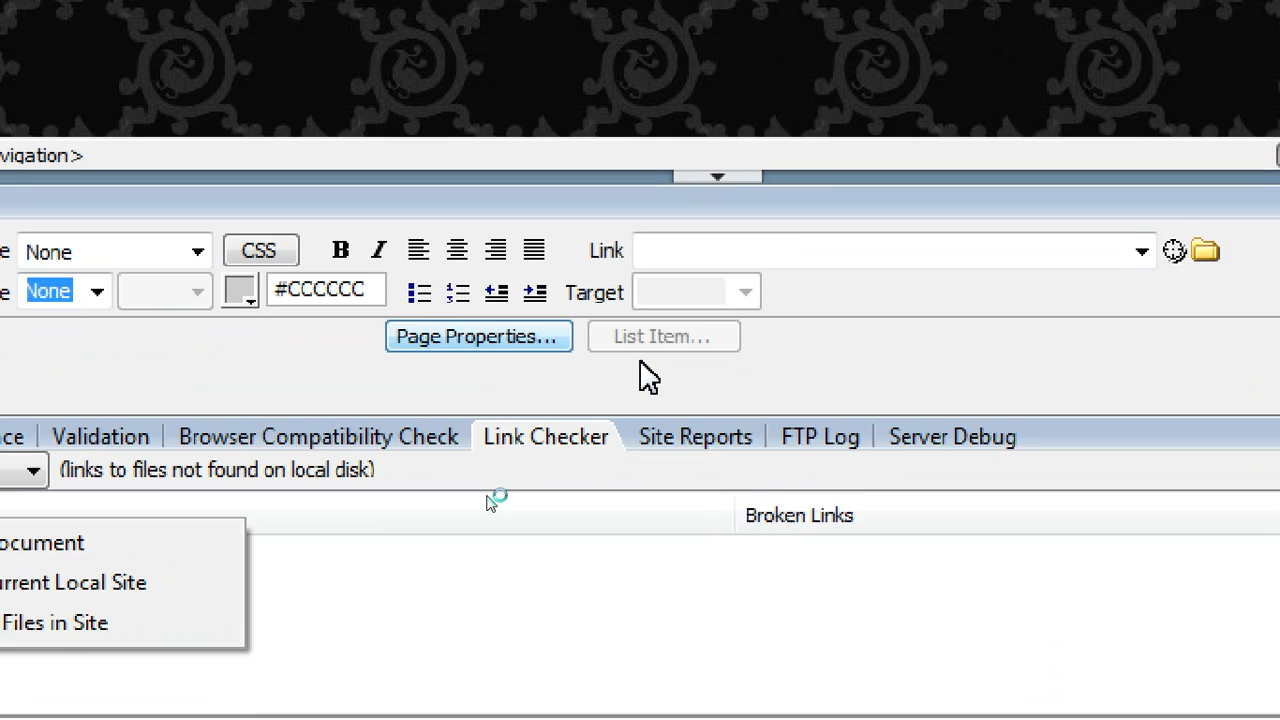 vigation>
e None CSS B I Link
e None #CCCCCC Target
Page Properties... List Item...
ce Validation Browser Compatibility Check Link Checker Site Reports FTP Log Server Debug
(links to files not found on local disk)
Broken Links
ocument
urrent Local Site
Files in Site